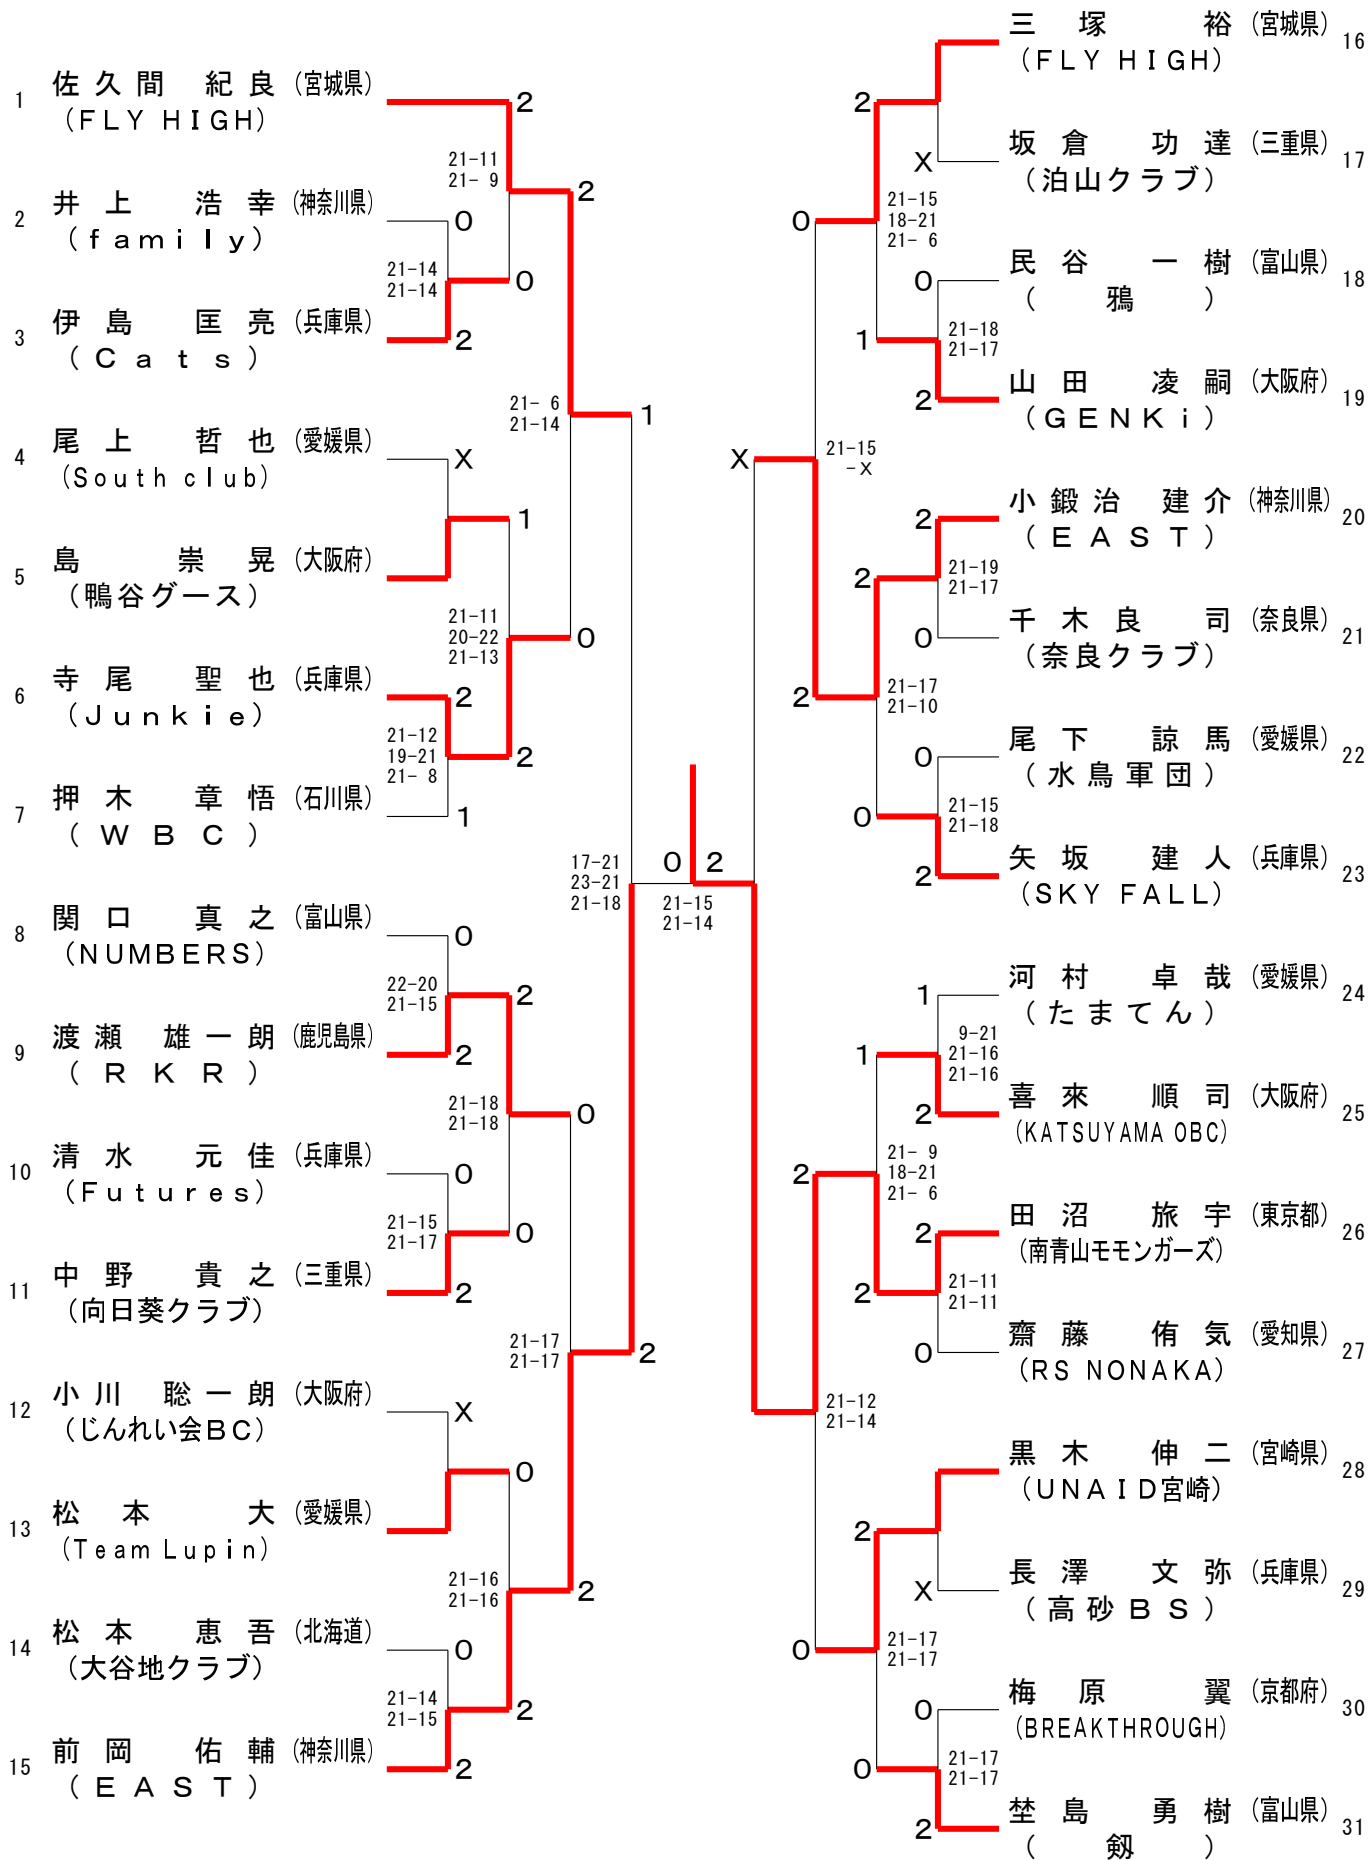 1 佐久間 紀良 (宮城県)
(FLY HIGH)
2 井上 浩幸 (神奈川県)
(family)
3 伊島 匡亮 (兵庫県)
(Cats)
4 尾上 哲也 (愛媛県)
(South club)
5 島 崇晃 (大阪府)
(鴨谷グース)
6 寺尾 聖也 (兵庫県)
(Junkie)
7 押木 章悟 (石川県)
(WBC)
8 関口 真之 (富山県)
(NUMBERS)
9 渡瀬 雄一朗 (鹿児島県)
(RKR)
10 清水 元佳 (兵庫県)
(Futures)
11 中野 貴之 (三重県)
(向日葵クラブ)
12 小川 聡一朗 (大阪府)
(じんれい会BC)
13 松本 大 (愛媛県)
(Team Lupin)
14 松本 恵吾 (北海道)
(大谷地クラブ)
15 前岡 佑輔 (神奈川県)
(EAST)
0
21-14
21-14
2
X
2
21-12
19-21
21- 8
1
0
22-20
21-15
2
0
21-15
21-17
2
X
0
21-14
21-15
2
2
21-11
21- 9
0
1
21-11
20-22
21-13
2
2
21-18
21-18
0
0
21-16
21-16
2
2
21- 6
21-14
0
0
21-17
21-17
2
1
17-21
23-21
21-18
2
0 2
21-15
21-14
X
2
0
21-15
-X
2
2
21-12
21-14
0
2
21-15
18-21
21- 6
1
2
21-17
21-10
0
1
21- 9
18-21
21- 6
2
2
21-17
21-17
0
X
0
21-18
21-17
2
2
21-19
21-17
0
0
21-15
21-18
2
1
9-21
21-16
21-16
2
2
21-11
21-11
0
X
0
21-17
21-17
2
三塚 裕 (宮城県) 16
(FLY HIGH)
坂倉 功達 (三重県) 17
(泊山クラブ)
民谷 一樹 (富山県) 18
(鴉)
山田 凌嗣 (大阪府) 19
(GENKi)
小鍛治 建介 (神奈川県) 20
(EAST)
千木良 司 (奈良県) 21
(奈良クラブ)
尾下 諒馬 (愛媛県) 22
(水鳥軍団)
矢坂 建人 (兵庫県) 23
(SKY FALL)
河村 卓哉 (愛媛県) 24
(たまてん)
喜來 順司 (大阪府) 25
(KATSUYAMA OBC)
田沼 旅宇 (東京都) 26
(南青山モモンガーズ)
齋藤 侑気 (愛知県) 27
(RS NONAKA)
黒木 伸二 (宮崎県) 28
(UNAID宮崎)
長澤 文弥 (兵庫県) 29
(高砂BS)
梅原 翼 (京都府) 30
(BREAKTHROUGH)
埜島 勇樹 (富山県) 31
(剱)